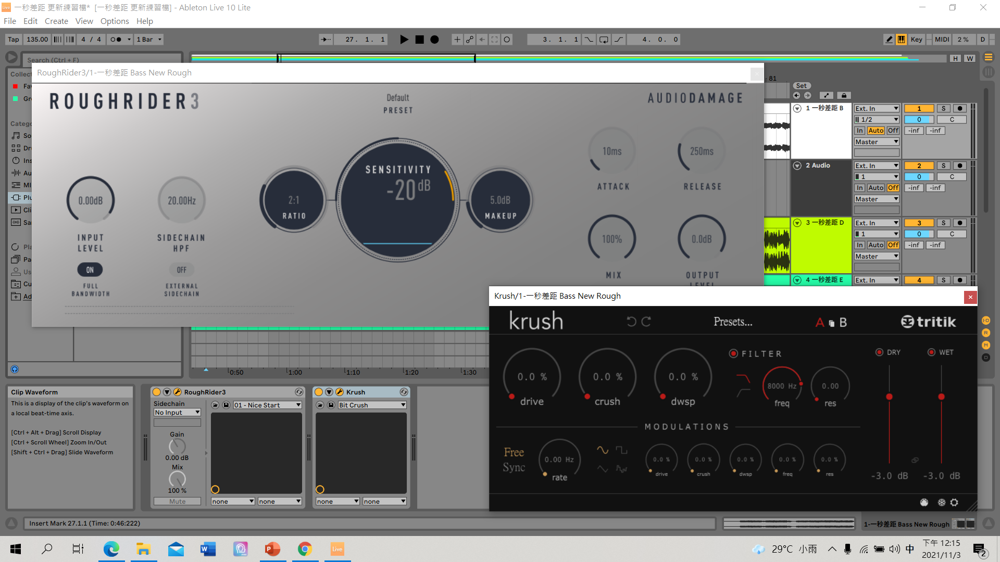 一秒差距 更新練習檔* [一秒差距 更新練習檔] - Ableton Live 10 Lite
File Edit Create View Options Help
Tap 135.00 4 / 4 1 Bar 27. 1. 1 3. 1. 1 4. 0. 0 Key MIDI 2 % D
Search (Ctrl + F)
H W
RoughRider3/1-一秒差距 Bass New Rough
ROUGHRIDER3
Default
PRESET
AUDIODAMAGE
SENSITIVITY
-20dB
2:1
RATIO
5.0dB
MAKEUP
10ms
ATTACK
250ms
RELEASE
0.00dB
INPUT
LEVEL
20.00Hz
SIDECHAIN
HPF
100%
MIX
0.0dB
OUTPUT
LEVEL
ON
FULL
BANDWIDTH
OFF
EXTERNAL
SIDECHAIN
Collect
Fav
Gr
Catego
So
Dr
Ins
Au
MI
Plu
Cli
Sa
Pla
Pa
Us
Cu
Ad
81
Set
1 一秒差距 B Ext. In 1 S
1/2 0 C
In Auto Off -inf -inf
Master
2 Audio Ext. In 2 S
1 0 C
In Auto Off -inf -inf
Master
3 一秒差距 D Ext. In 3 S
1 0 C
In Auto Off -inf -inf
Master
4 一秒差距 E Ext. In 4 S
I·O
R
M
D
Krush/1-一秒差距 Bass New Rough
krush
Presets...
A B
tritik
0.0 %
drive
0.0 %
crush
0.0 %
dwsp
FILTER
8000 Hz
freq
0.00
res
DRY WET
MODULATIONS
Free
Sync
0.00 Hz
rate
0.0 % 0.0 % 0.0 % 0.0 % 0.0 %
drive crush dwsp freq res
-3.0 dB -3.0 dB
0:50 1:00 1:10 1:20 1:30
Clip Waveform
This is a display of the clip's waveform on
a local beat-time axis.
[Ctrl + Alt + Drag] Scroll Display
[Ctrl + Scroll Wheel] Zoom In/Out
[Shift + Ctrl + Drag] Slide Waveform
RoughRider3
Sidechain
No Input
01 - Nice Start
Gain
0.00 dB
Mix
100 %
Mute
none none
Krush
Bit Crush
none none
Insert Mark 27.1.1 (Time: 0:46:222)
1-一秒差距 Bass New Rough
Live
29°C 小雨
中
下午 12:15
2021/11/3
2